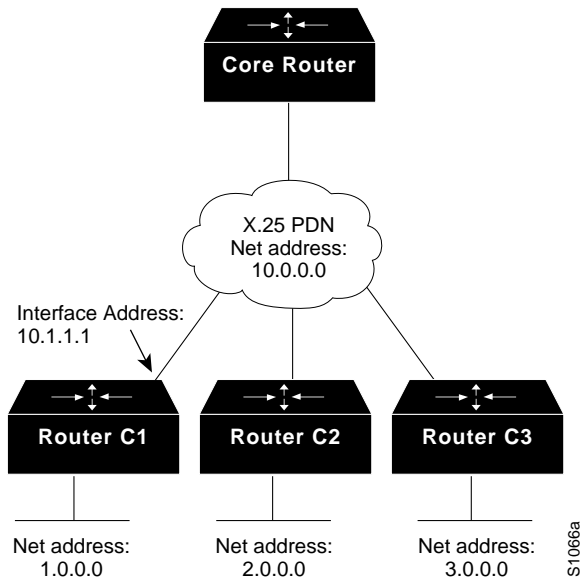 Core Router
X.25 PDN
Net address:
10.0.0.0
Interface Address:
10.1.1.1
Router C1
Router C2
Router C3
Net address:
1.0.0.0
Net address:
2.0.0.0
Net address:
3.0.0.0
S1066a